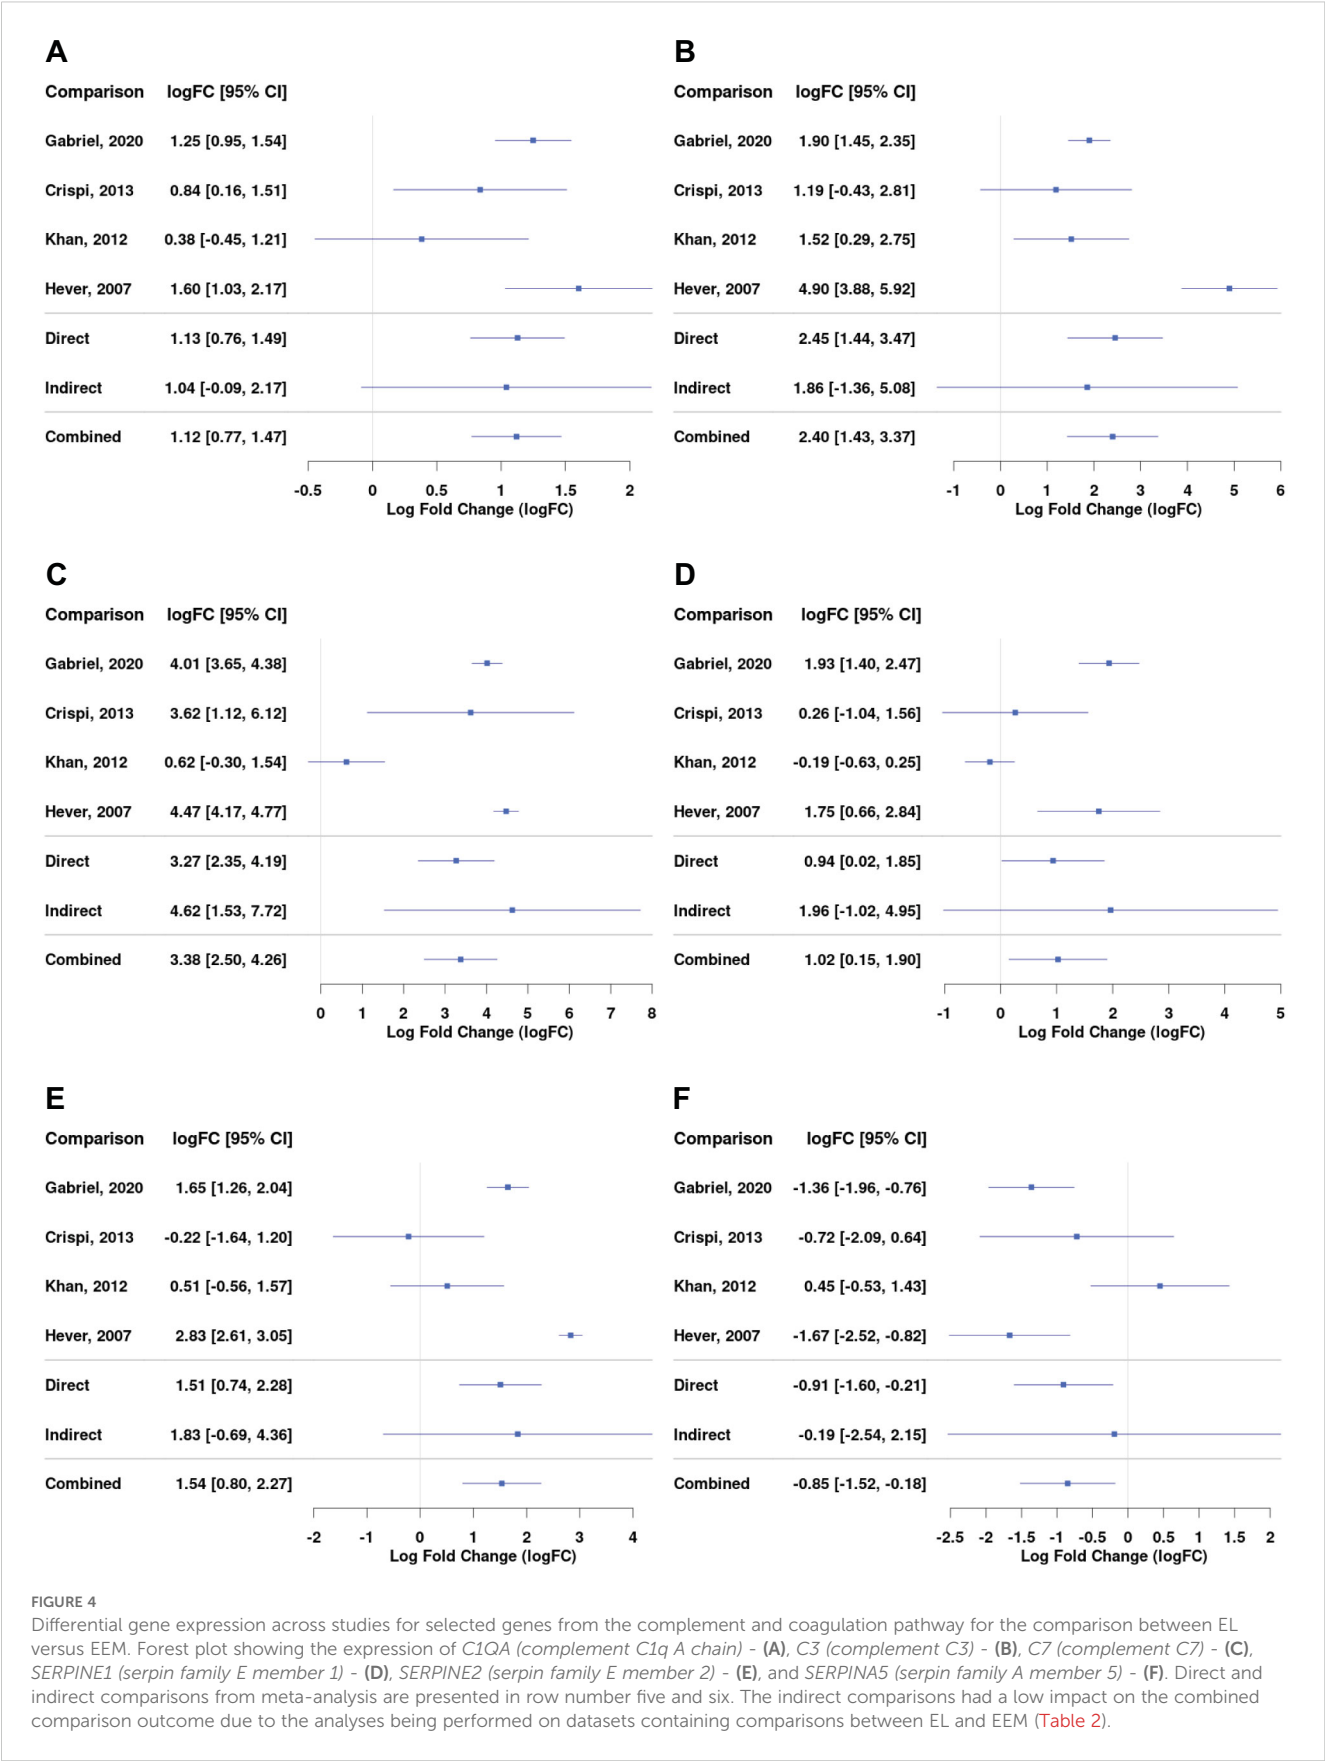 A
Comparison logFC [95% CI]
Gabriel, 2020 1.25 [0.95, 1.54]
Crispi, 2013 0.84 [0.16, 1.51]
Khan, 2012 0.38 [-0.45, 1.21]
Hever, 2007 1.60 [1.03, 2.17]
Direct 1.13 [0.76, 1.49]
Indirect 1.04 [-0.09, 2.17]
Combined 1.12 [0.77, 1.47]
-0.5 0 0.5 1 1.5 2
Log Fold Change (logFC)
B
Comparison logFC [95% CI]
Gabriel, 2020 1.90 [1.45, 2.35]
Crispi, 2013 1.19 [-0.43, 2.81]
Khan, 2012 1.52 [0.29, 2.75]
Hever, 2007 4.90 [3.88, 5.92]
Direct 2.45 [1.44, 3.47]
Indirect 1.86 [-1.36, 5.08]
Combined 2.40 [1.43, 3.37]
-1 0 1 2 3 4 5 6
Log Fold Change (logFC)
C
Comparison logFC [95% CI]
Gabriel, 2020 4.01 [3.65, 4.38]
Crispi, 2013 3.62 [1.12, 6.12]
Khan, 2012 0.62 [-0.30, 1.54]
Hever, 2007 4.47 [4.17, 4.77]
Direct 3.27 [2.35, 4.19]
Indirect 4.62 [1.53, 7.72]
Combined 3.38 [2.50, 4.26]
0 1 2 3 4 5 6 7 8
Log Fold Change (logFC)
D
Comparison logFC [95% CI]
Gabriel, 2020 1.93 [1.40, 2.47]
Crispi, 2013 0.26 [-1.04, 1.56]
Khan, 2012 -0.19 [-0.63, 0.25]
Hever, 2007 1.75 [0.66, 2.84]
Direct 0.94 [0.02, 1.85]
Indirect 1.96 [-1.02, 4.95]
Combined 1.02 [0.15, 1.90]
-1 0 1 2 3 4 5
Log Fold Change (logFC)
E
Comparison logFC [95% CI]
Gabriel, 2020 1.65 [1.26, 2.04]
Crispi, 2013 -0.22 [-1.64, 1.20]
Khan, 2012 0.51 [-0.56, 1.57]
Hever, 2007 2.83 [2.61, 3.05]
Direct 1.51 [0.74, 2.28]
Indirect 1.83 [-0.69, 4.36]
Combined 1.54 [0.80, 2.27]
-2 -1 0 1 2 3 4
Log Fold Change (logFC)
F
Comparison logFC [95% CI]
Gabriel, 2020 -1.36 [-1.96, -0.76]
Crispi, 2013 -0.72 [-2.09, 0.64]
Khan, 2012 0.45 [-0.53, 1.43]
Hever, 2007 -1.67 [-2.52, -0.82]
Direct -0.91 [-1.60, -0.21]
Indirect -0.19 [-2.54, 2.15]
Combined -0.85 [-1.52, -0.18]
-2.5 -2 -1.5 -1 -0.5 0 0.5 1 1.5 2
Log Fold Change (logFC)
FIGURE 4
Differential gene expression across studies for selected genes from the complement and coagulation pathway for the comparison between EL
versus EEM. Forest plot showing the expression of C1QA (complement C1q A chain) - (A), C3 (complement C3) - (B), C7 (complement C7) - (C),
SERPINE1 (serpin family E member 1) - (D), SERPINE2 (serpin family E member 2) - (E), and SERPINA5 (serpin family A member 5) - (F). Direct and
indirect comparisons from meta-analysis are presented in row number five and six. The indirect comparisons had a low impact on the combined
comparison outcome due to the analyses being performed on datasets containing comparisons between EL and EEM (Table 2).